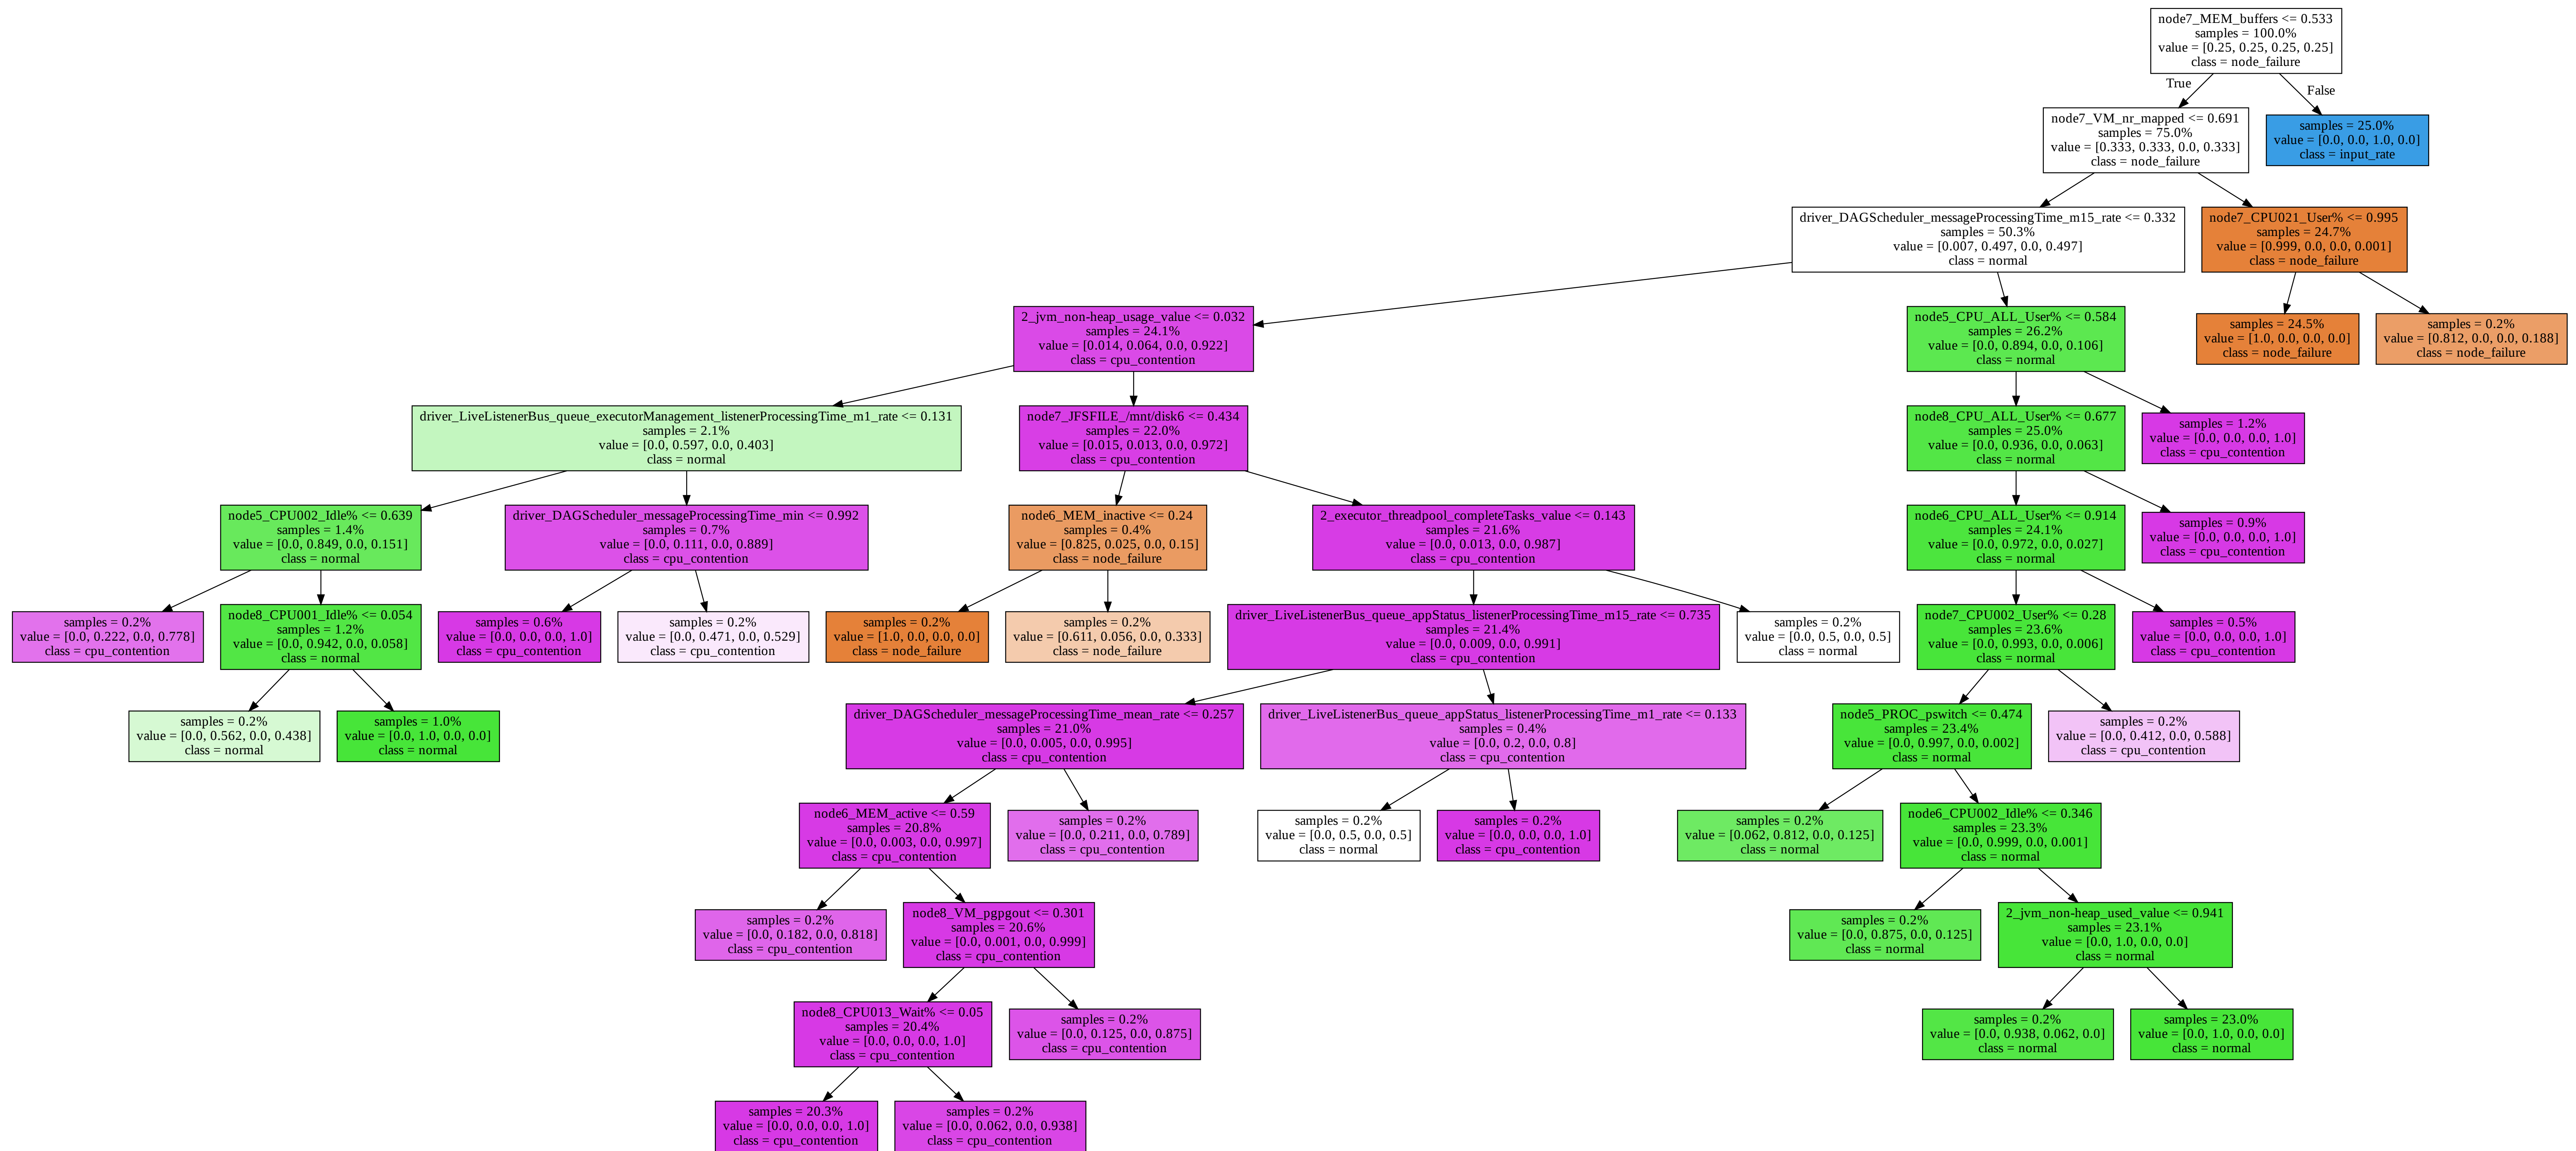 node7_MEM_buffers <= 0.533
samples = 100.0%
value = [0.25, 0.25, 0.25, 0.25]
class = node_failure
True
False
node7_VM_nr_mapped <= 0.691
samples = 75.0%
value = [0.333, 0.333, 0.0, 0.333]
class = node_failure
samples = 25.0%
value = [0.0, 0.0, 1.0, 0.0]
class = input_rate
driver_DAGScheduler_messageProcessingTime_m15_rate <= 0.332
samples = 50.3%
value = [0.007, 0.497, 0.0, 0.497]
class = normal
node7_CPU021_User% <= 0.995
samples = 24.7%
value = [0.999, 0.0, 0.0, 0.001]
class = node_failure
2_jvm_non-heap_usage_value <= 0.032
samples = 24.1%
value = [0.014, 0.064, 0.0, 0.922]
class = cpu_contention
node5_CPU_ALL_User% <= 0.584
samples = 26.2%
value = [0.0, 0.894, 0.0, 0.106]
class = normal
samples = 24.5%
value = [1.0, 0.0, 0.0, 0.0]
class = node_failure
samples = 0.2%
value = [0.812, 0.0, 0.0, 0.188]
class = node_failure
driver_LiveListenerBus_queue_executorManagement_listenerProcessingTime_m1_rate <= 0.131
samples = 2.1%
value = [0.0, 0.597, 0.0, 0.403]
class = normal
node7_JFSFILE_/mnt/disk6 <= 0.434
samples = 22.0%
value = [0.015, 0.013, 0.0, 0.972]
class = cpu_contention
node8_CPU_ALL_User% <= 0.677
samples = 25.0%
value = [0.0, 0.936, 0.0, 0.063]
class = normal
samples = 1.2%
value = [0.0, 0.0, 0.0, 1.0]
class = cpu_contention
node5_CPU002_Idle% <= 0.639
samples = 1.4%
value = [0.0, 0.849, 0.0, 0.151]
class = normal
driver_DAGScheduler_messageProcessingTime_min <= 0.992
samples = 0.7%
value = [0.0, 0.111, 0.0, 0.889]
class = cpu_contention
node6_MEM_inactive <= 0.24
samples = 0.4%
value = [0.825, 0.025, 0.0, 0.15]
class = node_failure
2_executor_threadpool_completeTasks_value <= 0.143
samples = 21.6%
value = [0.0, 0.013, 0.0, 0.987]
class = cpu_contention
node6_CPU_ALL_User% <= 0.914
samples = 24.1%
value = [0.0, 0.972, 0.0, 0.027]
class = normal
samples = 0.9%
value = [0.0, 0.0, 0.0, 1.0]
class = cpu_contention
samples = 0.2%
value = [0.0, 0.222, 0.0, 0.778]
class = cpu_contention
node8_CPU001_Idle% <= 0.054
samples = 1.2%
value = [0.0, 0.942, 0.0, 0.058]
class = normal
samples = 0.6%
value = [0.0, 0.0, 0.0, 1.0]
class = cpu_contention
samples = 0.2%
value = [0.0, 0.471, 0.0, 0.529]
class = cpu_contention
samples = 0.2%
value = [1.0, 0.0, 0.0, 0.0]
class = node_failure
samples = 0.2%
value = [0.611, 0.056, 0.0, 0.333]
class = node_failure
driver_LiveListenerBus_queue_appStatus_listenerProcessingTime_m15_rate <= 0.735
samples = 21.4%
value = [0.0, 0.009, 0.0, 0.991]
class = cpu_contention
samples = 0.2%
value = [0.0, 0.5, 0.0, 0.5]
class = normal
node7_CPU002_User% <= 0.28
samples = 23.6%
value = [0.0, 0.993, 0.0, 0.006]
class = normal
samples = 0.5%
value = [0.0, 0.0, 0.0, 1.0]
class = cpu_contention
samples = 0.2%
value = [0.0, 0.562, 0.0, 0.438]
class = normal
samples = 1.0%
value = [0.0, 1.0, 0.0, 0.0]
class = normal
driver_DAGScheduler_messageProcessingTime_mean_rate <= 0.257
samples = 21.0%
value = [0.0, 0.005, 0.0, 0.995]
class = cpu_contention
driver_LiveListenerBus_queue_appStatus_listenerProcessingTime_m1_rate <= 0.133
samples = 0.4%
value = [0.0, 0.2, 0.0, 0.8]
class = cpu_contention
node5_PROC_pswitch <= 0.474
samples = 23.4%
value = [0.0, 0.997, 0.0, 0.002]
class = normal
samples = 0.2%
value = [0.0, 0.412, 0.0, 0.588]
class = cpu_contention
node6_MEM_active <= 0.59
samples = 20.8%
value = [0.0, 0.003, 0.0, 0.997]
class = cpu_contention
samples = 0.2%
value = [0.0, 0.211, 0.0, 0.789]
class = cpu_contention
samples = 0.2%
value = [0.0, 0.5, 0.0, 0.5]
class = normal
samples = 0.2%
value = [0.0, 0.0, 0.0, 1.0]
class = cpu_contention
samples = 0.2%
value = [0.062, 0.812, 0.0, 0.125]
class = normal
node6_CPU002_Idle% <= 0.346
samples = 23.3%
value = [0.0, 0.999, 0.0, 0.001]
class = normal
samples = 0.2%
value = [0.0, 0.182, 0.0, 0.818]
class = cpu_contention
node8_VM_pgpgout <= 0.301
samples = 20.6%
value = [0.0, 0.001, 0.0, 0.999]
class = cpu_contention
samples = 0.2%
value = [0.0, 0.875, 0.0, 0.125]
class = normal
2_jvm_non-heap_used_value <= 0.941
samples = 23.1%
value = [0.0, 1.0, 0.0, 0.0]
class = normal
node8_CPU013_Wait% <= 0.05
samples = 20.4%
value = [0.0, 0.0, 0.0, 1.0]
class = cpu_contention
samples = 0.2%
value = [0.0, 0.125, 0.0, 0.875]
class = cpu_contention
samples = 0.2%
value = [0.0, 0.938, 0.062, 0.0]
class = normal
samples = 23.0%
value = [0.0, 1.0, 0.0, 0.0]
class = normal
samples = 20.3%
value = [0.0, 0.0, 0.0, 1.0]
class = cpu_contention
samples = 0.2%
value = [0.0, 0.062, 0.0, 0.938]
class = cpu_contention